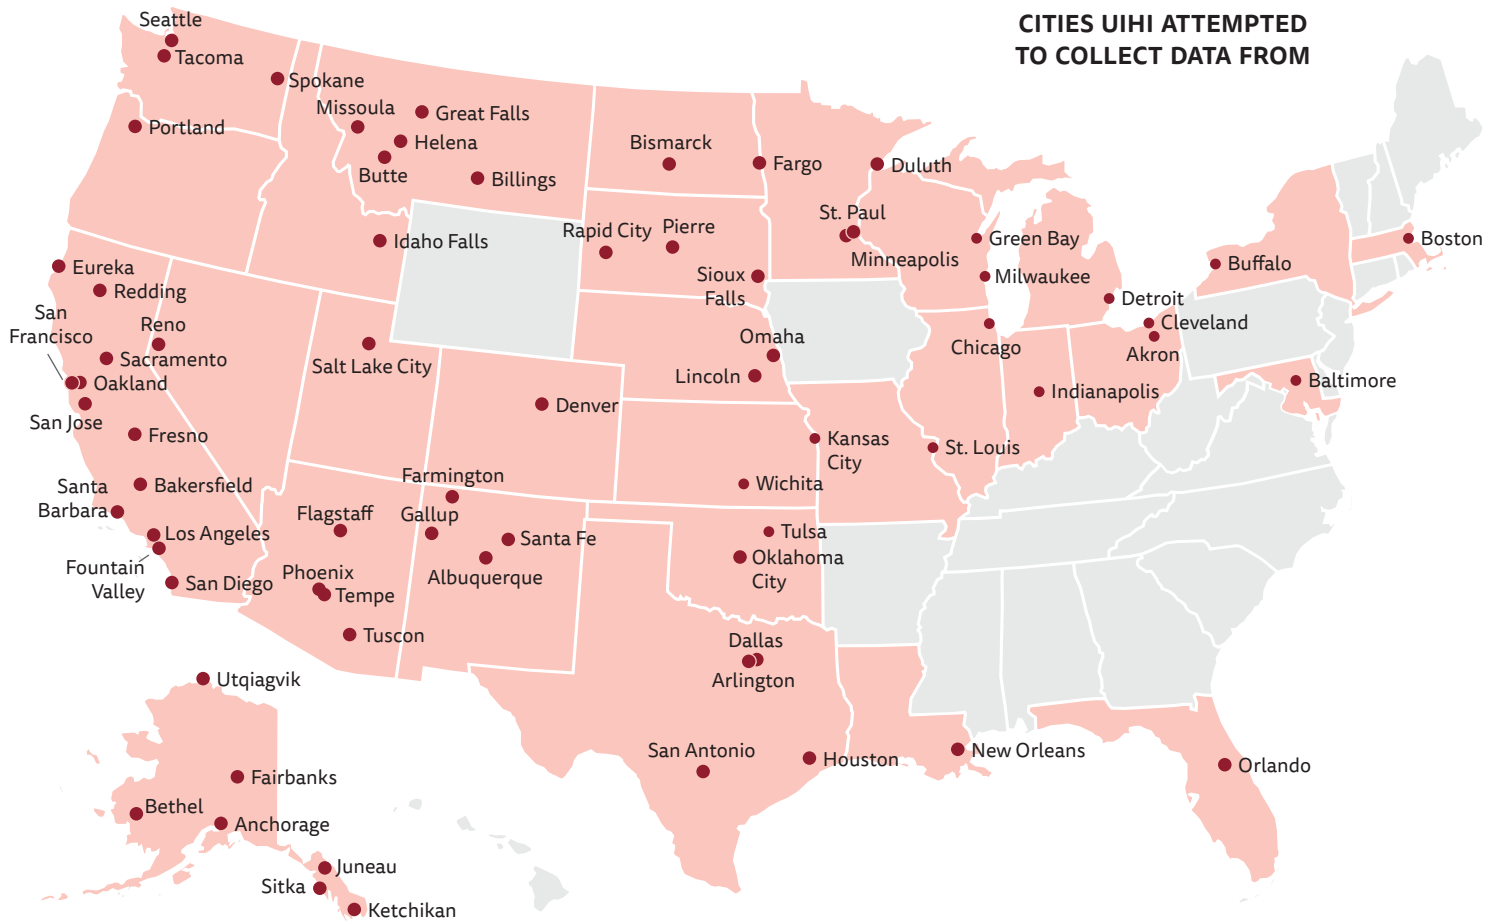 CITIES UIHI ATTEMPTED
TO COLLECT DATA FROM
Seattle
Tacoma
Spokane
Portland
Missoula
Great Falls
Helena
Butte
Billings
Idaho Falls
Bismarck
Fargo
Duluth
Rapid City
Pierre
Sioux
Falls
St. Paul
Minneapolis
Green Bay
Milwaukee
Detroit
Cleveland
Akron
Buffalo
Boston
Baltimore
Chicago
Indianapolis
St. Louis
Kansas
City
Wichita
Omaha
Lincoln
Denver
Salt Lake City
Eureka
Redding
Reno
San
Francisco
Sacramento
Oakland
San Jose
Fresno
Bakersfield
Santa
Barbara
Los Angeles
Fountain
Valley
San Diego
Flagstaff
Phoenix
Tempe
Tuscon
Farmington
Gallup
Santa Fe
Albuquerque
Tulsa
Oklahoma
City
Dallas
Arlington
San Antonio
Houston
New Orleans
Orlando
Utqiagvik
Fairbanks
Bethel
Anchorage
Juneau
Sitka
Ketchikan